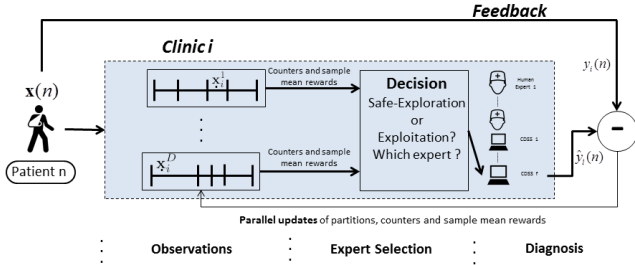 Feedback
Clinic i
y_i(n)
x(n)
Patient n
x_i^1
Counters and sample
mean rewards
Decision
Safe-Exploration
or
Exploitation?
Which expert ?
Human
Expert 1
CDSS 1
CDSS F
−
ŷ_i(n)
x_i^D
Counters and sample
mean rewards
Parallel updates of partitions, counters and sample mean rewards
Observations
Expert Selection
Diagnosis